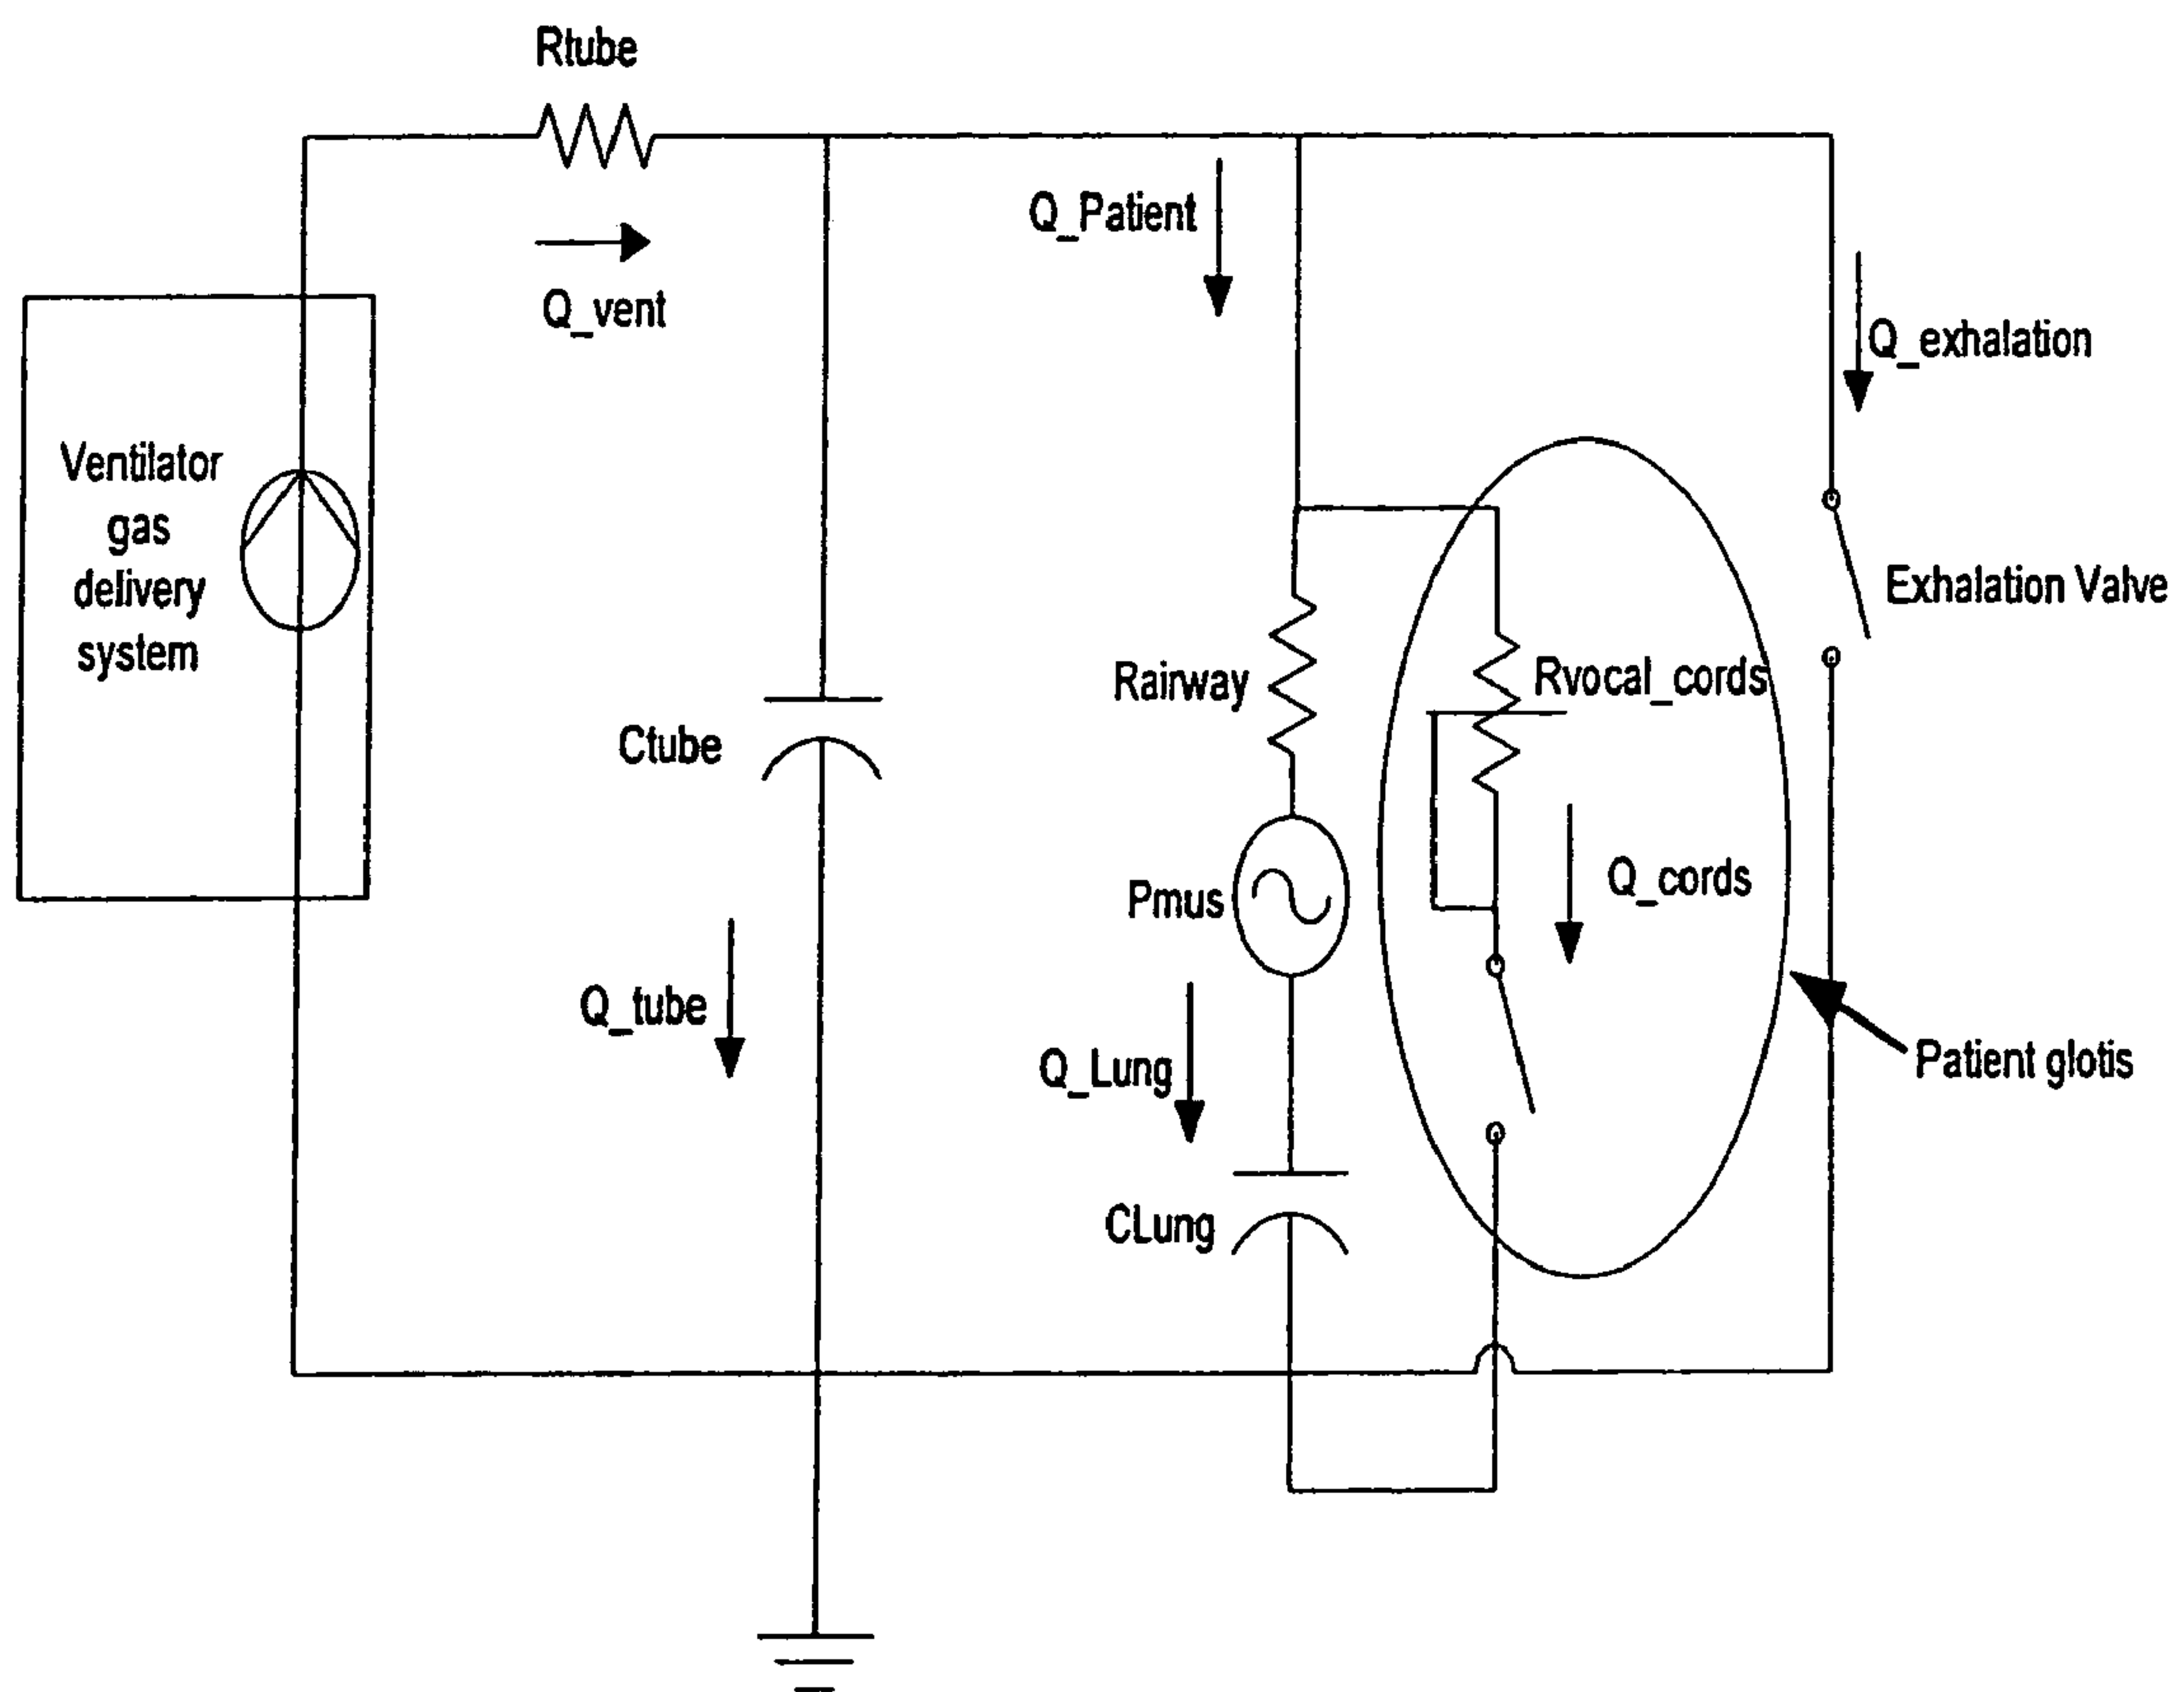 Rtube
Q_vent
Q_Patient
Q_exhalation
Ventilator
gas
delivery
system
Exhalation Valve
Rairway
Rvocal_cords
Ctube
Pmus
Q_cords
Q_tube
Q_Lung
Patient glotis
CLung